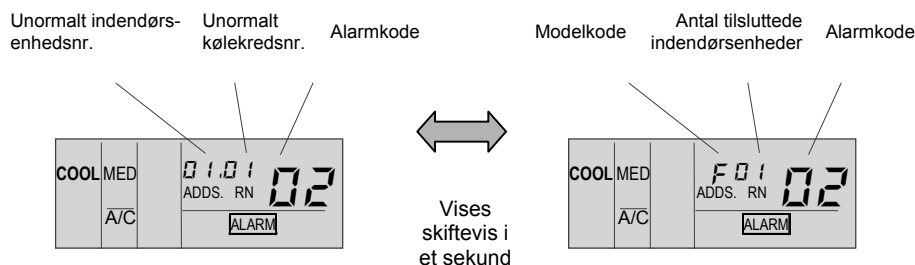 Unormalt indendørs-
enhedsnr.
Unormalt
kølekredsnr.
Alarmkode
COOL MED
A/C
01.01
ADDS. RN
02
ALARM
Vises
skiftevis i
et sekund
Modelkode
Antal tilsluttede
indendørsenheder
Alarmkode
COOL MED
A/C
F01
ADDS. RN
02
ALARM